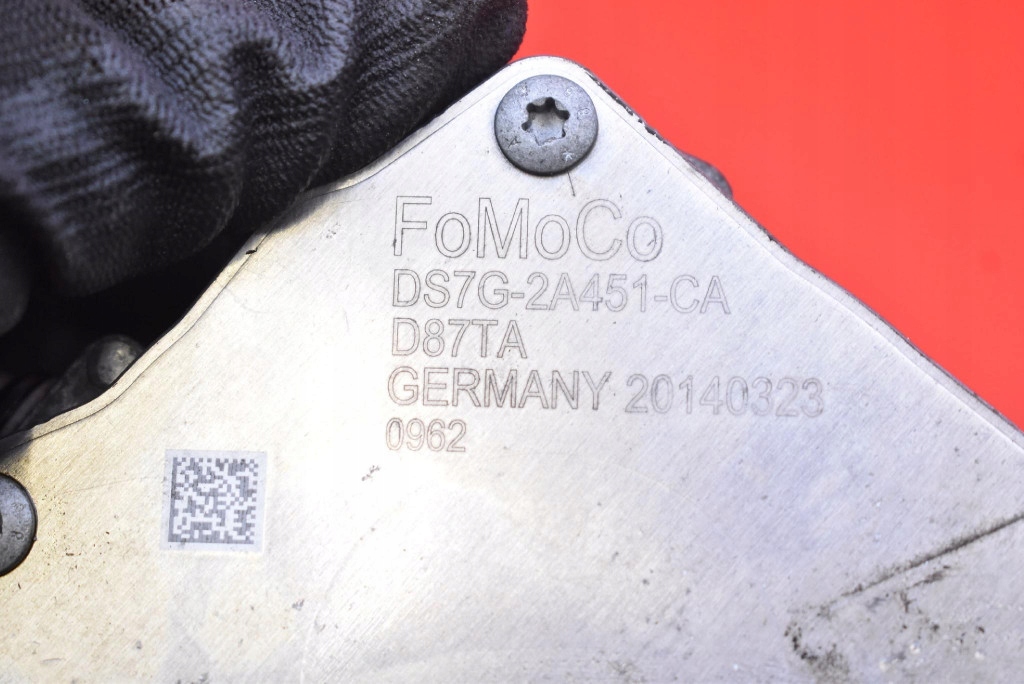 FoMoCo
DS7G-2A451-CA
D87TA
GERMANY 20140323
0962